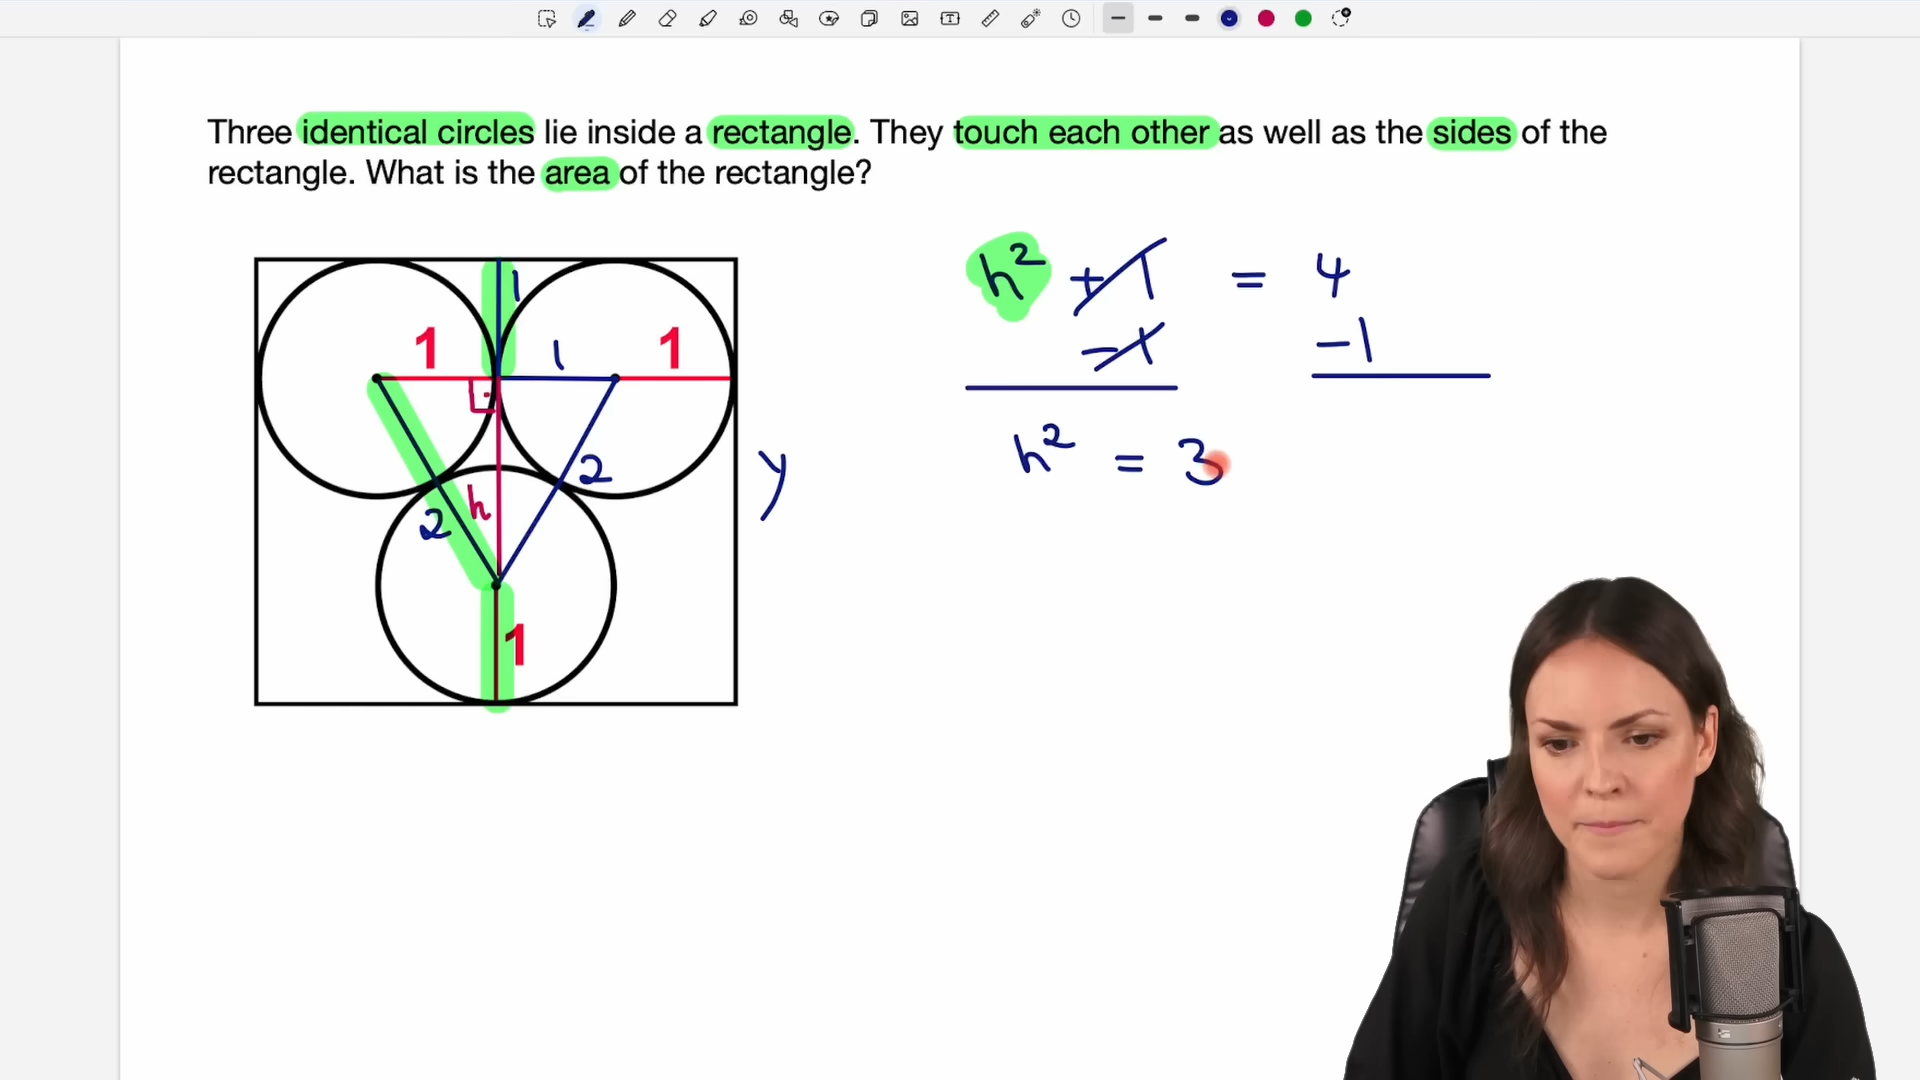 Three identical circles lie inside a rectangle. They touch each other as well as the sides of the
rectangle. What is the area of the rectangle?
h² + 1 = 4
-1 -1
h² = 3
1
1 1 1
y
2
h
2
1